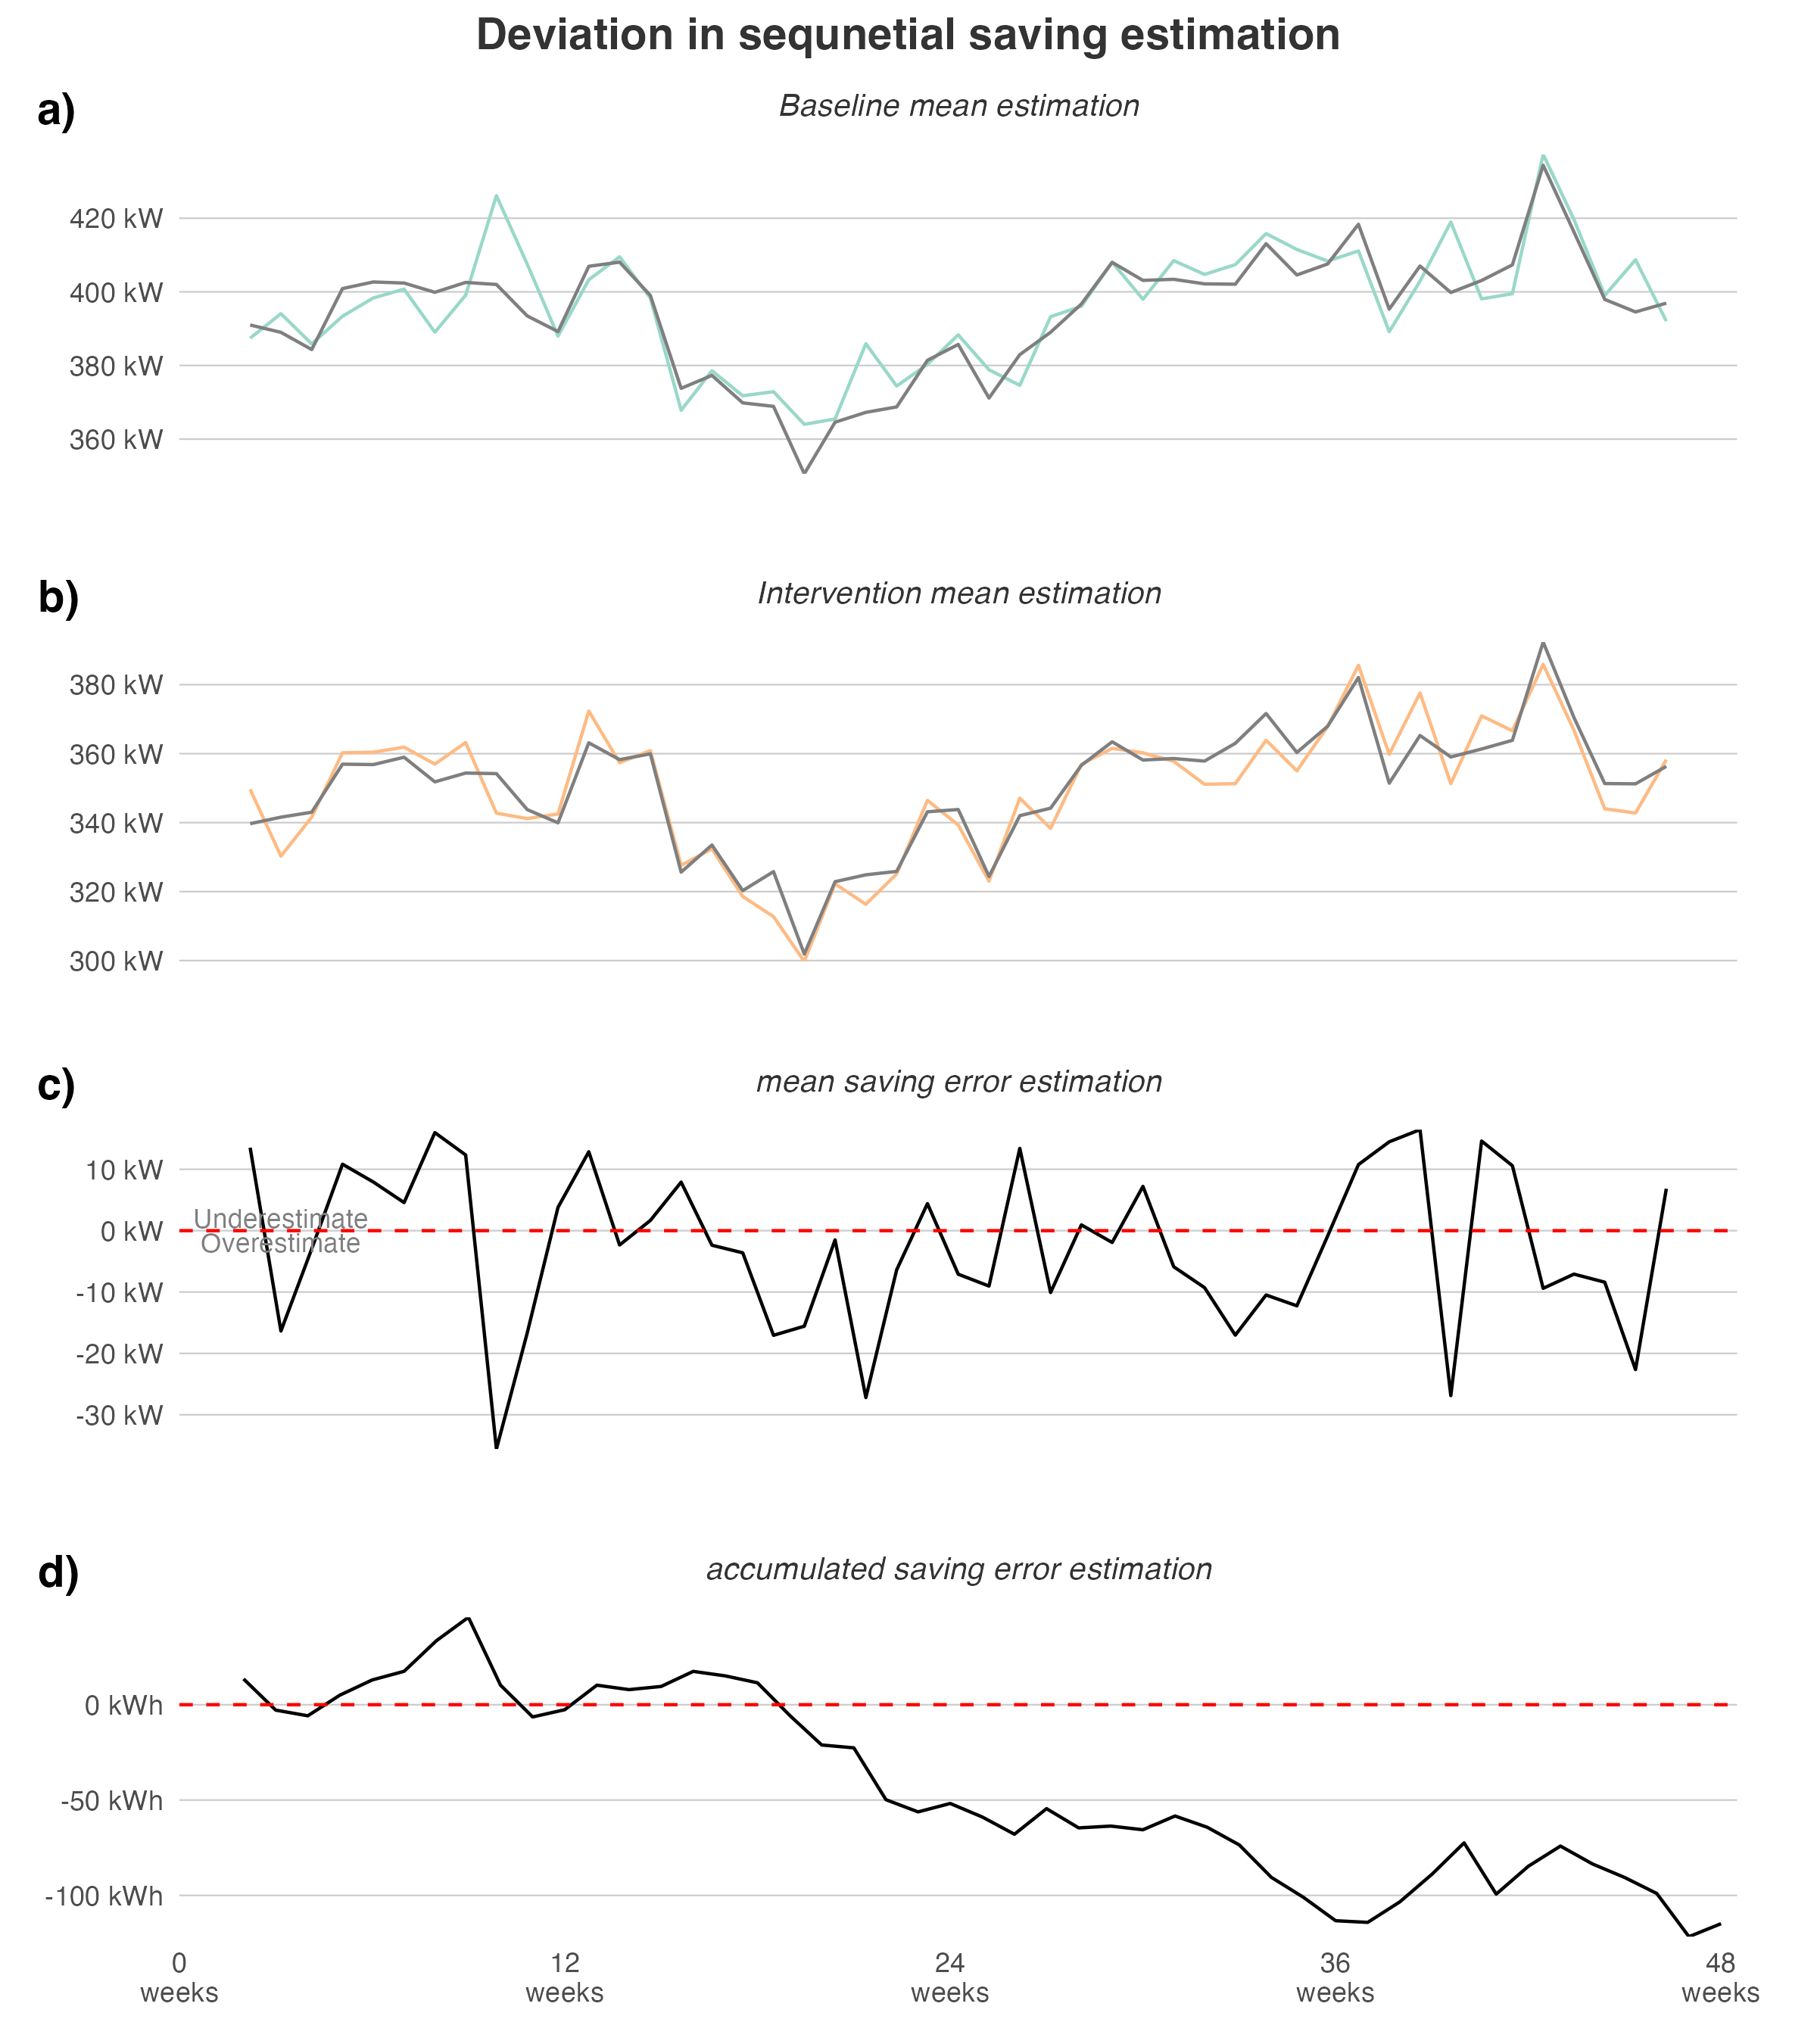 Deviation in sequnetial saving estimation
a)
Baseline mean estimation
420 kW
400 kW
380 kW
360 kW
b)
Intervention mean estimation
380 kW
360 kW
340 kW
320 kW
300 kW
c)
mean saving error estimation
10 kW
Underestimate
0 kW
Overestimate
-10 kW
-20 kW
-30 kW
d)
accumulated saving error estimation
0 kWh
-50 kWh
-100 kWh
0 12 24 36 48
weeks weeks weeks weeks weeks